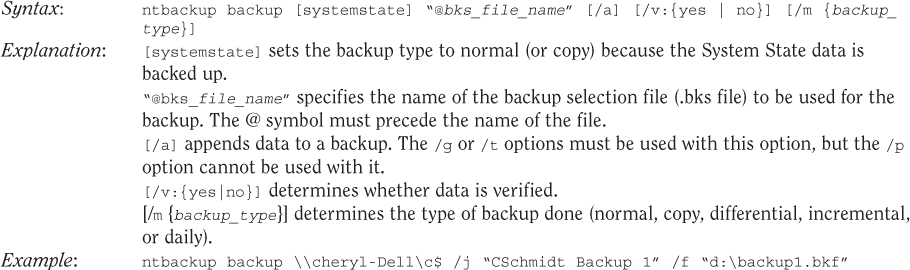 Syntax: ntbackup backup [systemstate] “@bks_file_name” [/a] [/v:{yes | no}] [/m {backup_
type}]
Explanation: [systemstate] sets the backup type to normal (or copy) because the System State data is
backed up.
“@bks_file_name” specifies the name of the backup selection file (.bks file) to be used for the
backup. The @ symbol must precede the name of the file.
[/a] appends data to a backup. The /g or /t options must be used with this option, but the /p
option cannot be used with it.
[/v:{yes|no}] determines whether data is verified.
[/m {backup_type}] determines the type of backup done (normal, copy, differential, incremental,
or daily).
Example: ntbackup backup \\cheryl-Dell\c$ /j “CSchmidt Backup 1” /f “d:\backup1.bkf”